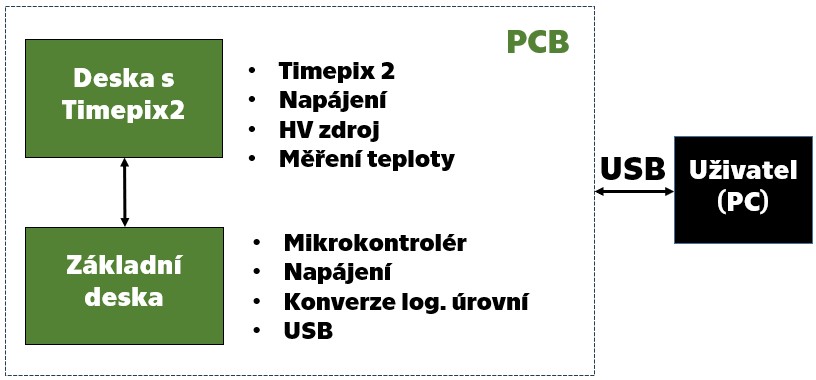 PCB
Deska s
Timepix2
• Timepix 2
• Napájení
• HV zdroj
• Měření teploty
USB
Uživatel
(PC)
Základní
deska
• Mikrokontrolér
• Napájení
• Konverze log. úrovní
• USB